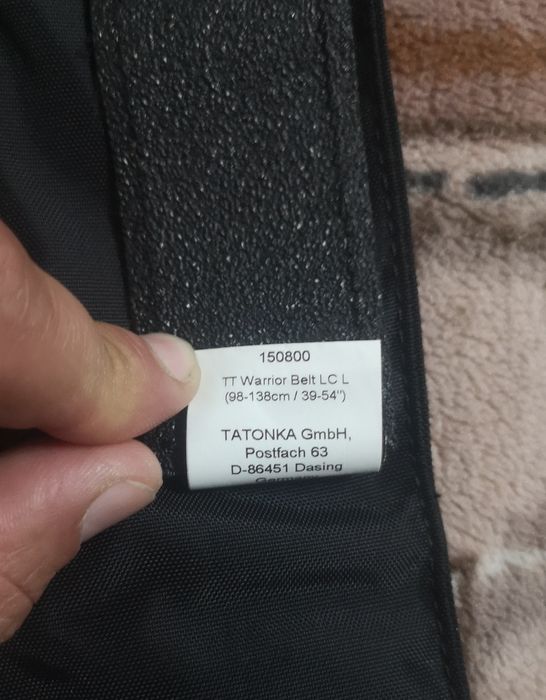 150800
TT Warrior Belt LC L
(98-138cm / 39-54")
TATONKA GmbH,
Postfach 63
D-86451 Dasing